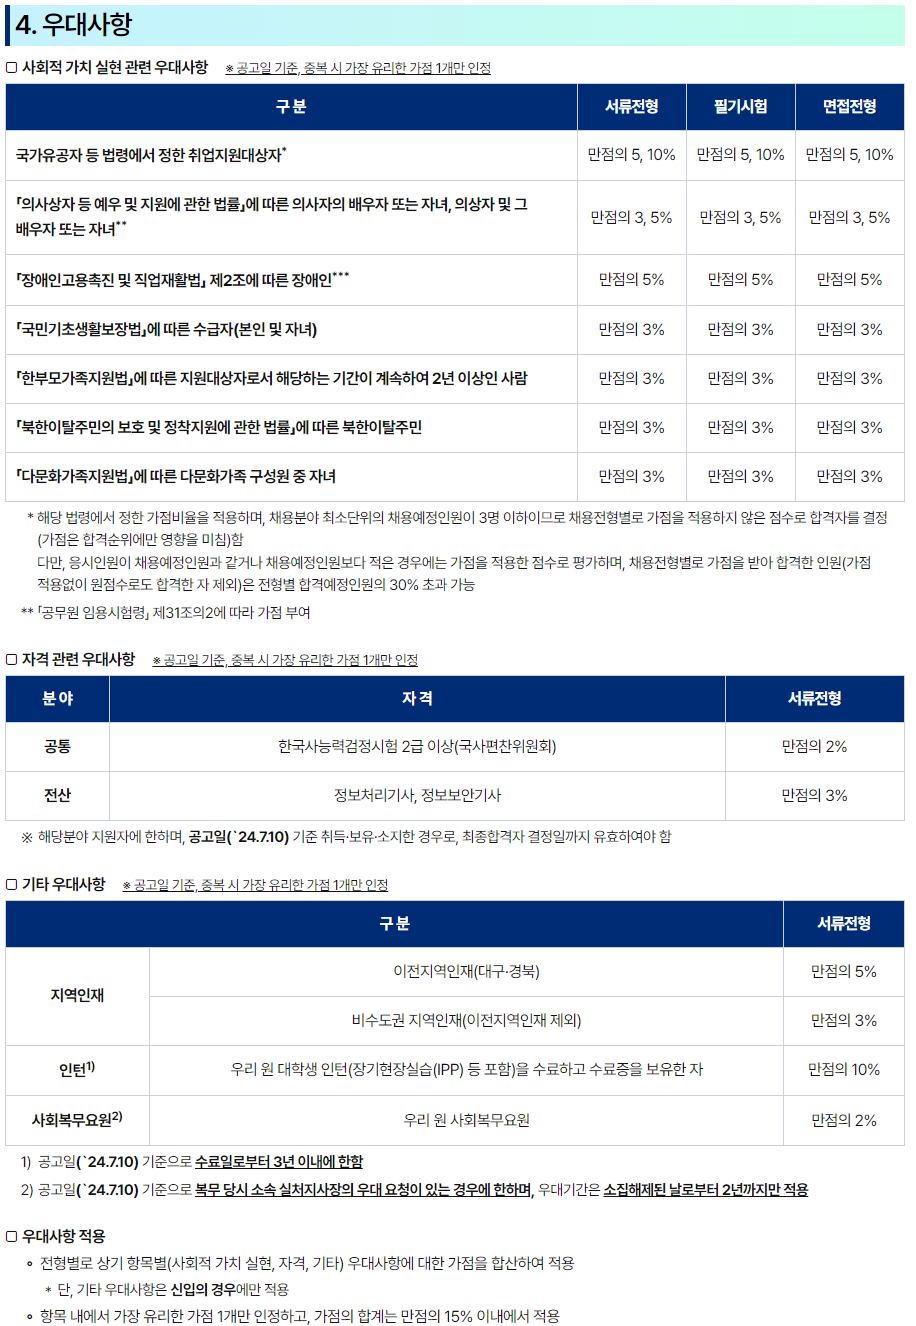 4. 우대사항
□ 사회적 가치 실현 관련 우대사항 ※ 공고일 기준, 중복 시 가장 유리한 가점 1개만 인정
구 분 서류전형 필기시험 면접전형
국가유공자 등 법령에서 정한 취업지원대상자* 만점의 5, 10% 만점의 5, 10% 만점의 5, 10%
「의사상자 등 예우 및 지원에 관한 법률」에 따른 의사자의 배우자 또는 자녀, 의상자 및 그
배우자 또는 자녀** 만점의 3, 5% 만점의 3, 5% 만점의 3, 5%
「장애인고용촉진 및 직업재활법」 제2조에 따른 장애인*** 만점의 5% 만점의 5% 만점의 5%
「국민기초생활보장법」에 따른 수급자(본인 및 자녀) 만점의 3% 만점의 3% 만점의 3%
「한부모가족지원법」에 따른 지원대상자로서 해당하는 기간이 계속하여 2년 이상인 사람 만점의 3% 만점의 3% 만점의 3%
「북한이탈주민의 보호 및 정착지원에 관한 법률」에 따른 북한이탈주민 만점의 3% 만점의 3% 만점의 3%
「다문화가족지원법」에 따른 다문화가족 구성원 중 자녀 만점의 3% 만점의 3% 만점의 3%
* 해당 법령에서 정한 가점비율을 적용하며, 채용분야 최소단위의 채용예정인원이 3명 이하이므로 채용전형별로 가점을 적용하지 않은 점수로 합격자를 결정
(가점은 합격순위에만 영향을 미침)함
다만, 응시인원이 채용예정인원과 같거나 채용예정인원보다 적은 경우에는 가점을 적용한 점수로 평가하며, 채용전형별로 가점을 받아 합격한 인원(가점
적용없이 원점수로도 합격한 자 제외)은 전형별 합격예정인원의 30% 초과 가능
** 「공무원 임용시험령」 제31조의2에 따라 가점 부여
□ 자격 관련 우대사항 ※ 공고일 기준, 중복 시 가장 유리한 가점 1개만 인정
분 야 자 격 서류전형
공통 한국사능력검정시험 2급 이상(국사편찬위원회) 만점의 2%
전산 정보처리기사, 정보보안기사 만점의 3%
※ 해당분야 지원자에 한하며, 공고일(`24.7.10) 기준 취득·보유·소지한 경우로, 최종합격자 결정일까지 유효하여야 함
□ 기타 우대사항 ※ 공고일 기준, 중복 시 가장 유리한 가점 1개만 인정
구 분 서류전형
지역인재 이전지역인재(대구·경북) 만점의 5%
비수도권 지역인재(이전지역인재 제외) 만점의 3%
인턴1) 우리 원 대학생 인턴(장기현장실습(IPP) 등 포함)을 수료하고 수료증을 보유한 자 만점의 10%
사회복무요원2) 우리 원 사회복무요원 만점의 2%
1) 공고일(`24.7.10) 기준으로 수료일로부터 3년 이내에 한함
2) 공고일(`24.7.10) 기준으로 복무 당시 소속 실처지사장의 우대 요청이 있는 경우에 한하며, 우대기간은 소집해제된 날로부터 2년까지만 적용
□ 우대사항 적용
∘ 전형별로 상기 항목별(사회적 가치 실현, 자격, 기타) 우대사항에 대한 가점을 합산하여 적용
* 단, 기타 우대사항은 신입의 경우에만 적용
∘ 항목 내에서 가장 유리한 가점 1개만 인정하고, 가점의 합계는 만점의 15% 이내에서 적용